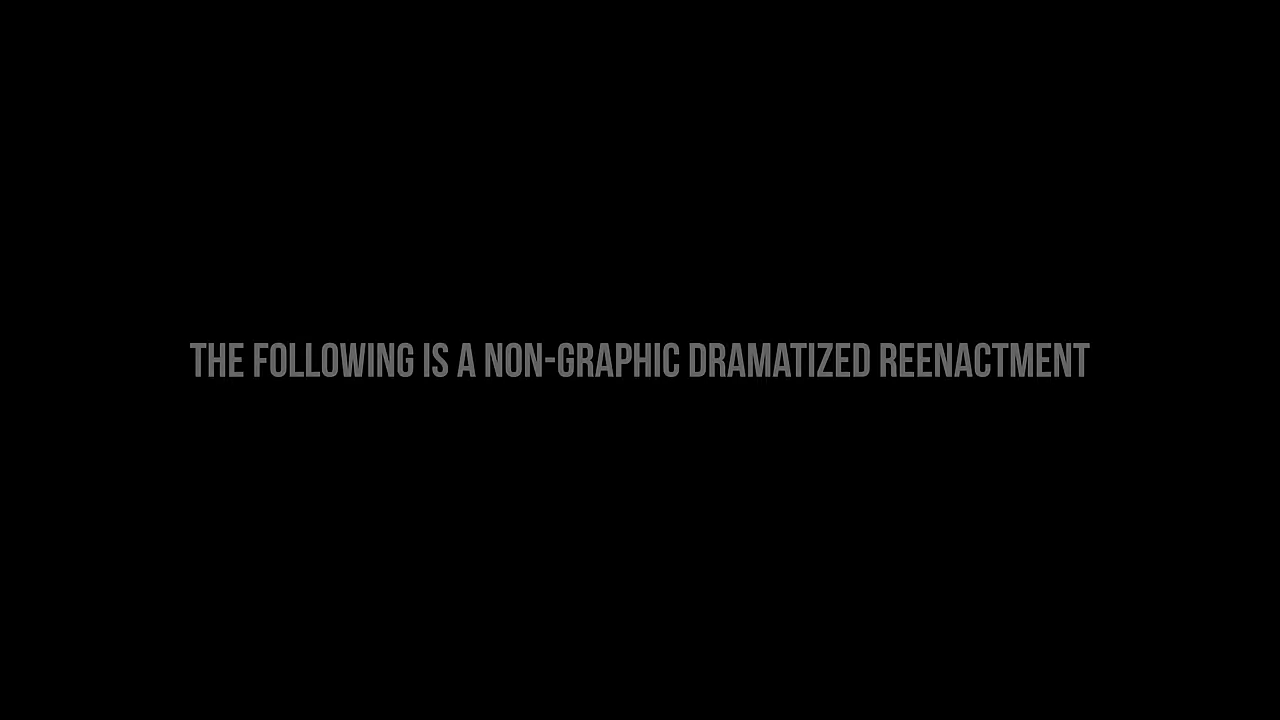 THE FOLLOWING IS A NON-GRAPHIC DRAMATIZED REENACTMENT